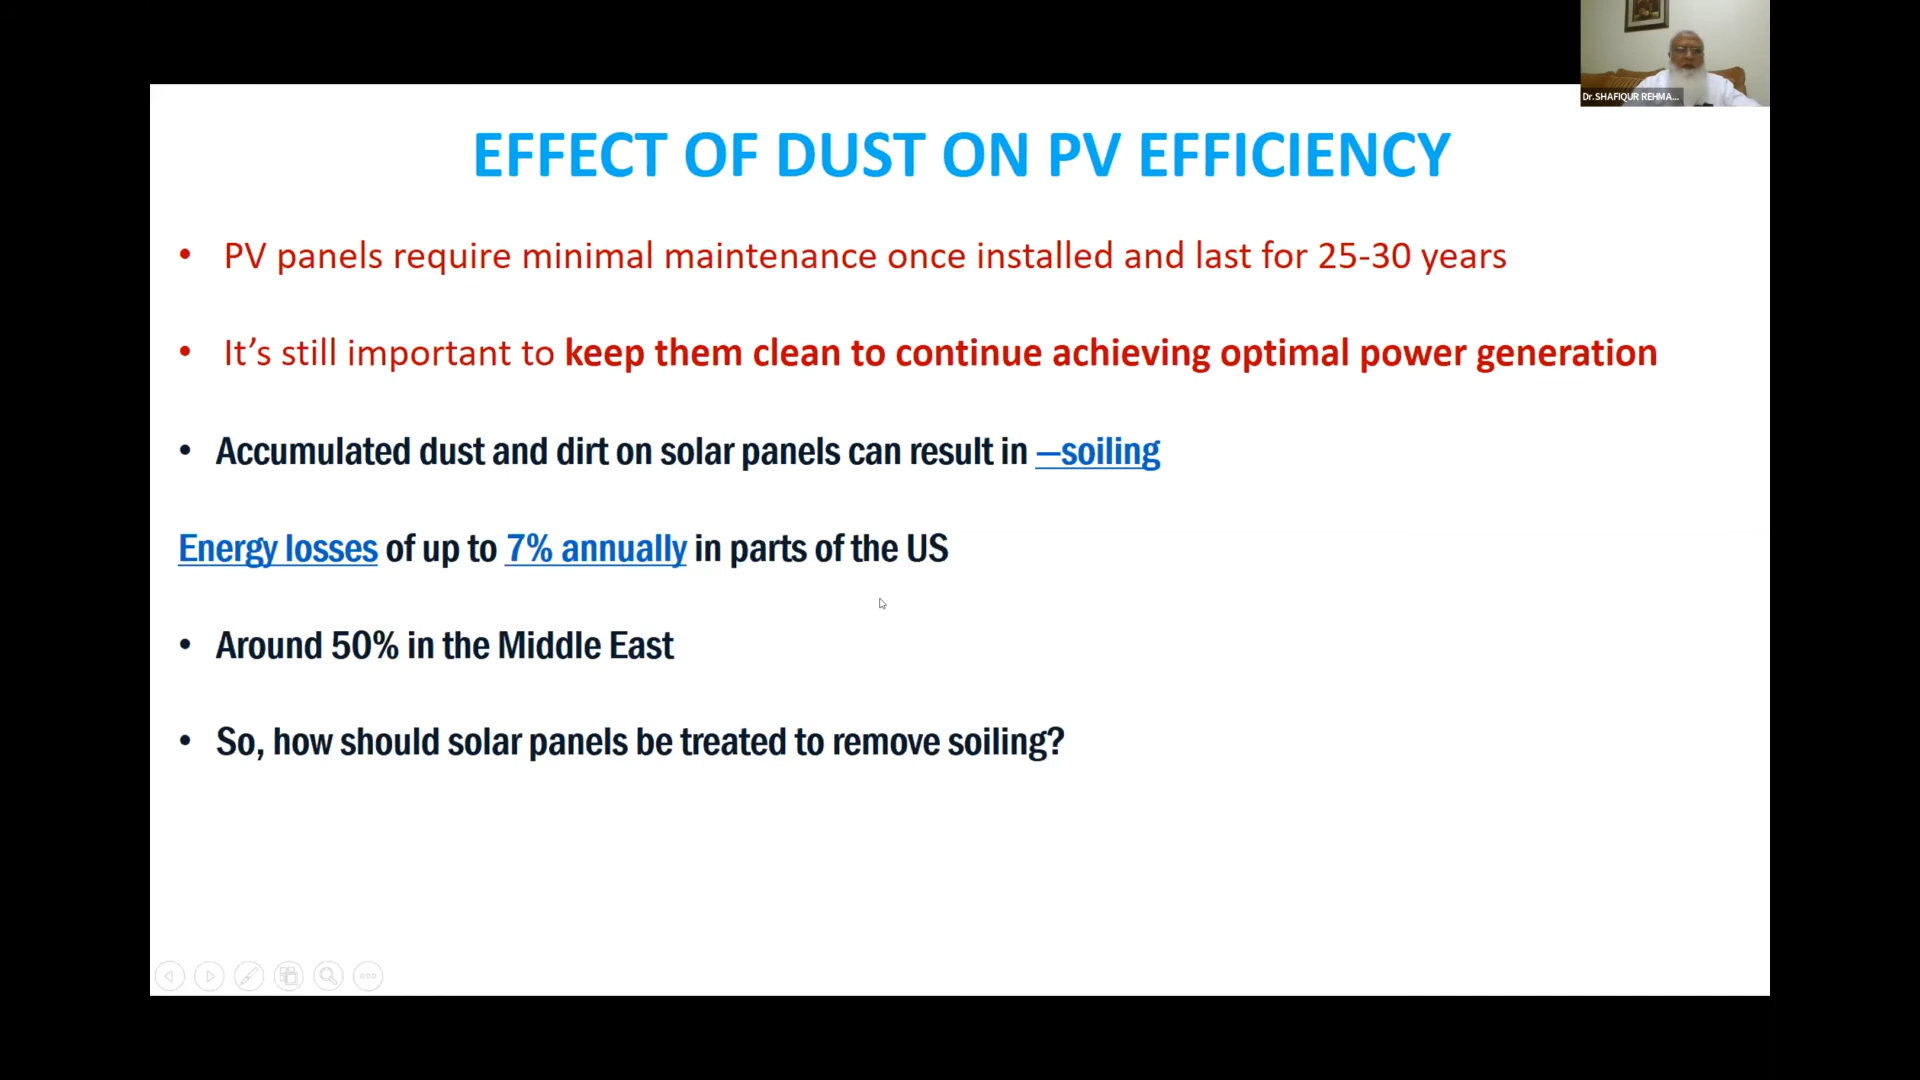 Dr.SHAFIQUR REHMA...
EFFECT OF DUST ON PV EFFICIENCY
• PV panels require minimal maintenance once installed and last for 25-30 years
• It’s still important to keep them clean to continue achieving optimal power generation
• Accumulated dust and dirt on solar panels can result in —soiling
Energy losses of up to 7% annually in parts of the US
• Around 50% in the Middle East
• So, how should solar panels be treated to remove soiling?